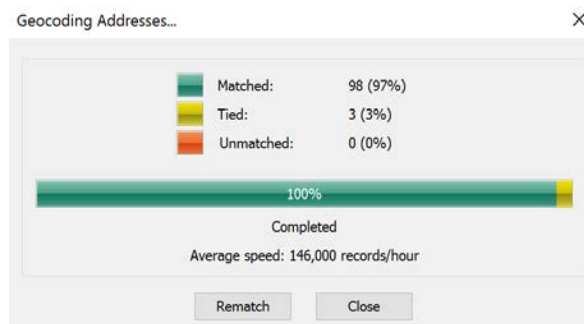 Geocoding Addresses...
Matched: 98 (97%)
Tied: 3 (3%)
Unmatched: 0 (0%)
100%
Completed
Average speed: 146,000 records/hour
Rematch Close